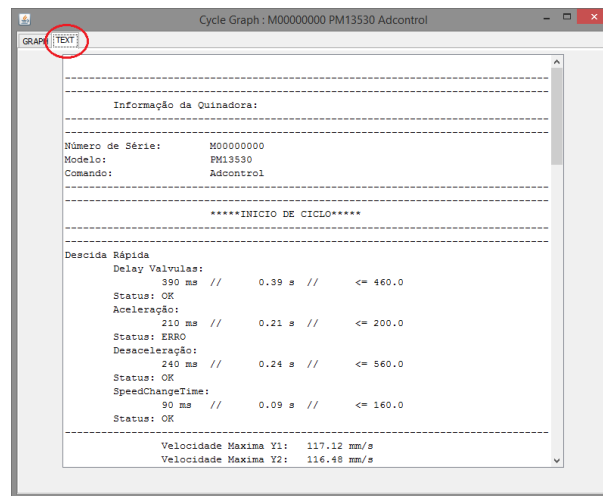 Cycle Graph : M00000000 PM13530 Adcontrol
GRAPH TEXT
Informação da Quinadora:
Número de Série: M00000000
Modelo: PM13530
Comando: Adcontrol
*****INICIO DE CICLO*****
Descida Rápida
Delay Valvulas:
390 ms // 0.39 s // <= 460.0
Status: OK
Aceleração:
210 ms // 0.21 s // <= 200.0
Status: ERRO
Desaceleração:
240 ms // 0.24 s // <= 560.0
Status: OK
SpeedChangeTime:
90 ms // 0.09 s // <= 160.0
Status: OK
Velocidade Maxima Y1: 117.12 mm/s
Velocidade Maxima Y2: 116.48 mm/s